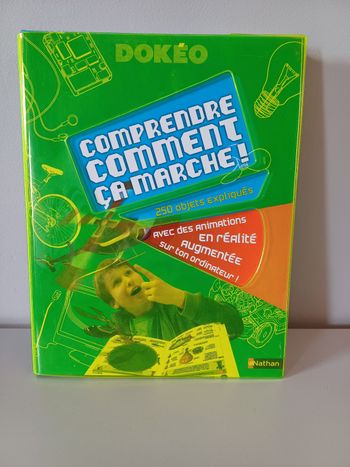 DOKÉO
COMPRENDRE
COMMENT
ÇA MARCHE !
250 objets expliqués
AVEC DES ANIMATIONS
EN RÉALITÉ
AUGMENTÉE
SUR TON ORDINATEUR !
Nathan